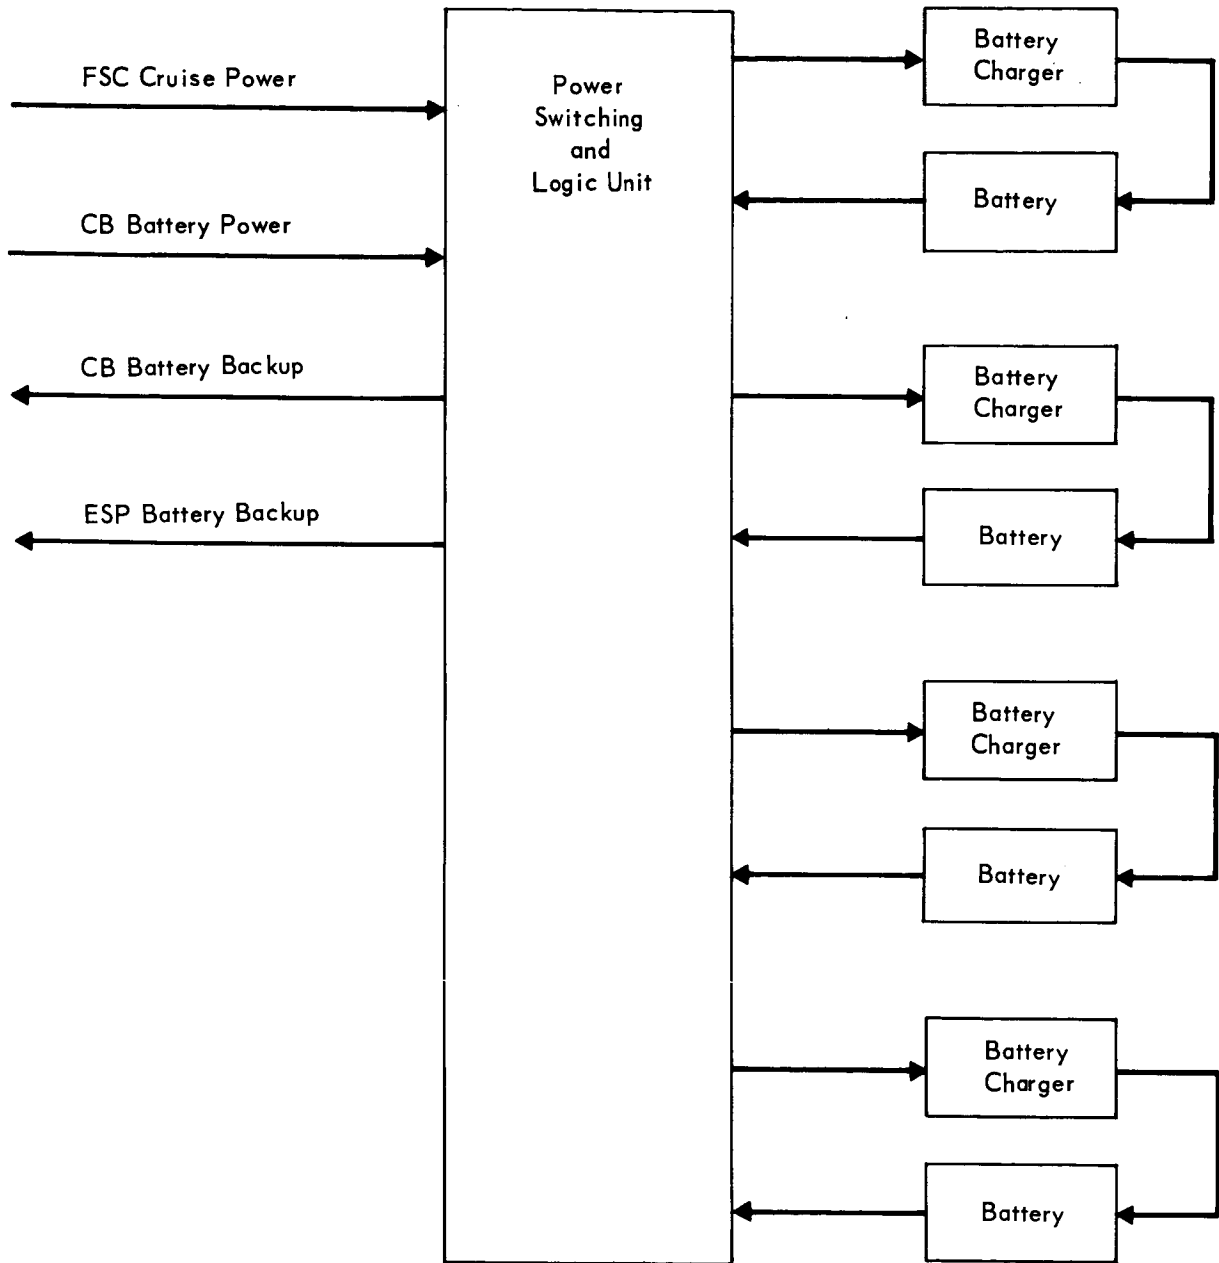 FSC Cruise Power
CB Battery Power
CB Battery Backup
ESP Battery Backup
Power
Switching
and
Logic Unit
Battery
Charger
Battery
Battery
Charger
Battery
Battery
Charger
Battery
Battery
Charger
Battery